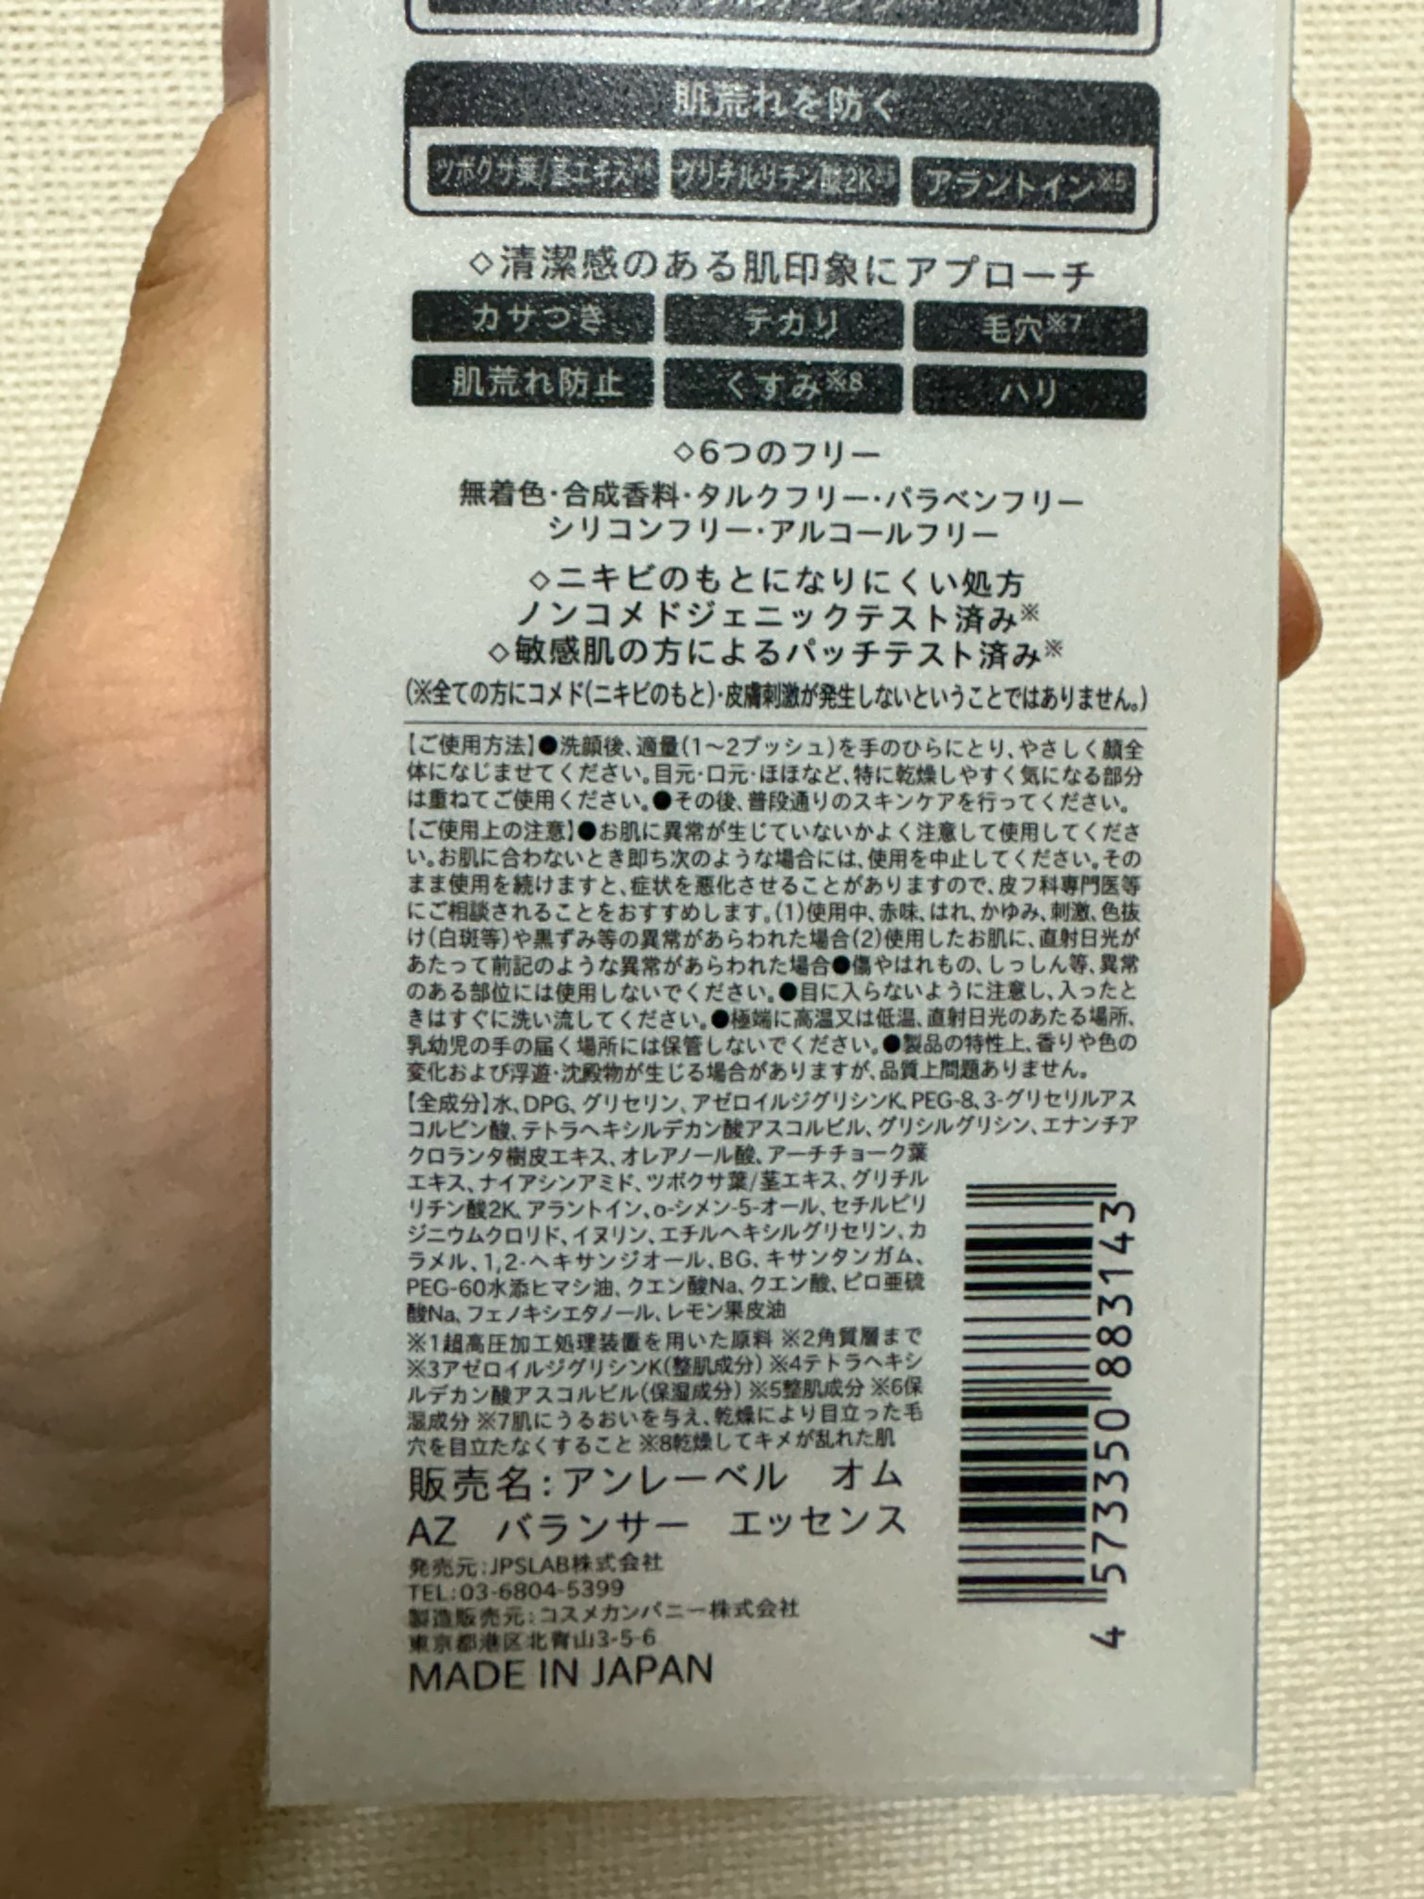 肌荒れを防ぐ
ツボクサ葉/茎エキス グリチルリチン酸2K※5 アラントイン※5
◇清潔感のある肌印象にアプローチ
カサつき テカリ 毛穴※7
肌荒れ防止 くすみ※8 ハリ
◇6つのフリー
無着色・合成香料・タルクフリー・パラベンフリー
シリコンフリー・アルコールフリー
◇ニキビのもとになりにくい処方
ノンコメドジェニックテスト済み※
◇敏感肌の方によるパッチテスト済み※
(※全ての方にコメド(ニキビのもと)・皮膚刺激が発生しないということではありません。)
【ご使用方法】●洗顔後、適量(1〜2プッシュ)を手のひらにとり、やさしく顔全
体になじませてください。目元・口元・ほほなど、特に乾燥しやすく気になる部分
は重ねてご使用ください。●その後、普段通りのスキンケアを行ってください。
【ご使用上の注意】●お肌に異常が生じていないかよく注意して使用してくださ
い。お肌に合わないとき即ち次のような場合には、使用を中止してください。その
まま使用を続けますと、症状を悪化させることがありますので、皮フ科専門医等
にご相談されることをおすすめします。(1)使用中、赤味、はれ、かゆみ、刺激、色抜
け(白斑等)や黒ずみ等の異常があらわれた場合(2)使用したお肌に、直射日光が
あたって前記のような異常があらわれた場合●傷やはれもの、しっしん等、異常
のある部位には使用しないでください。●目に入らないように注意し、入ったと
きはすぐに洗い流してください。●極端に高温又は低温、直射日光のあたる場所、
乳幼児の手の届く場所には保管しないでください。●製品の特性上、香りや色の
変化および浮遊・沈殿物が生じる場合がありますが、品質上問題ありません。
【全成分】水、DPG、グリセリン、アゼロイルジグリシンK、PEG-8、3-グリセリルアス
コルビン酸、テトラヘキシルデカン酸アスコルビル、グリシルグリシン、エナンチア
クロランタ樹皮エキス、オレアノール酸、アーチチョーク葉
エキス、ナイアシンアミド、ツボクサ葉/茎エキス、グリチル
リチン酸2K、アラントイン、o-シメン-5-オール、セチルピリ
ジニウムクロリド、イヌリン、エチルヘキシルグリセリン、カ
ラメル、1,2-ヘキサンジオール、BG、キサンタンガム、
PEG-60水添ヒマシ油、クエン酸Na、クエン酸、ピロ亜硫
酸Na、フェノキシエタノール、レモン果皮油
※1超高圧加工処理装置を用いた原料 ※2角質層まで
※3アゼロイルジグリシンK(整肌成分) ※4テトラヘキシ
ルデカン酸アスコルビル(保湿成分) ※5整肌成分 ※6保
湿成分 ※7肌にうるおいを与え、乾燥により目立った毛
穴を目立たなくすること ※8乾燥してキメが乱れた肌
販売名：アンレーベル オム
AZ バランサー エッセンス
発売元：JPSLAB株式会社
TEL：03-6804-5399
製造販売元：コスメカンパニー株式会社
東京都港区北青山3-5-6
MADE IN JAPAN
4 573350 883143